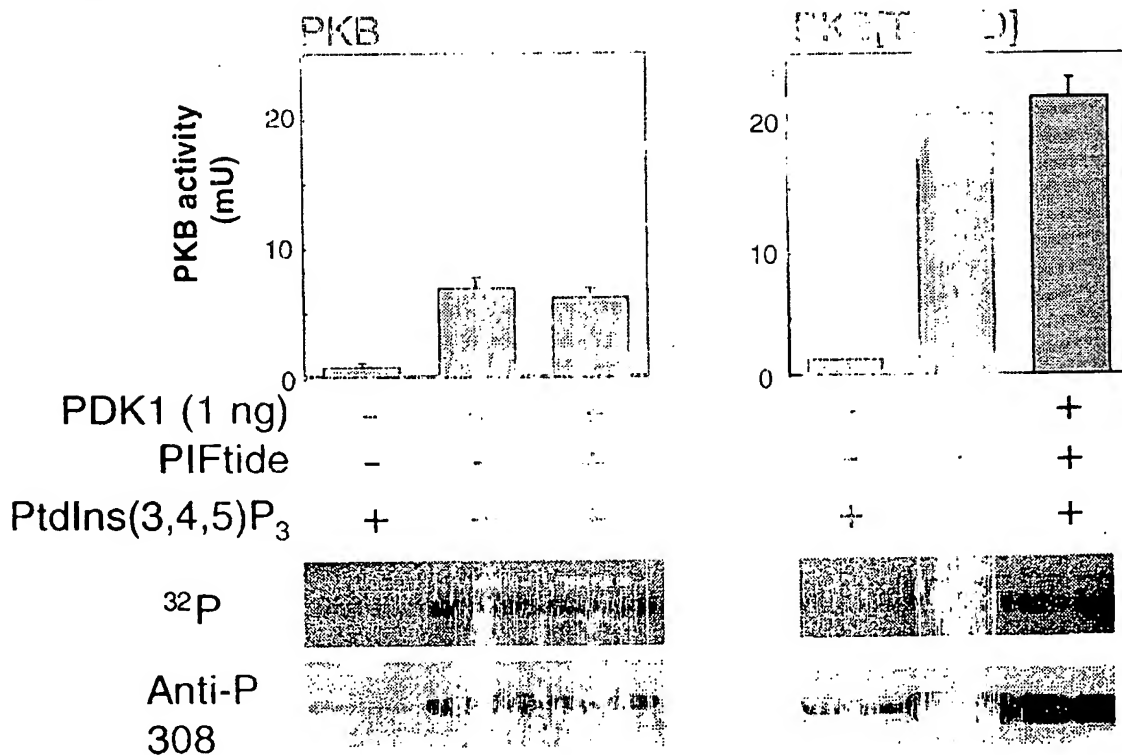 PKB
PKB activity
(mU)
20
10
0
20
10
0
PDK1 (1 ng) - +
PIFtide - - + - - +
PtdIns(3,4,5)P₃ + + + + +
³²P
Anti-P
308